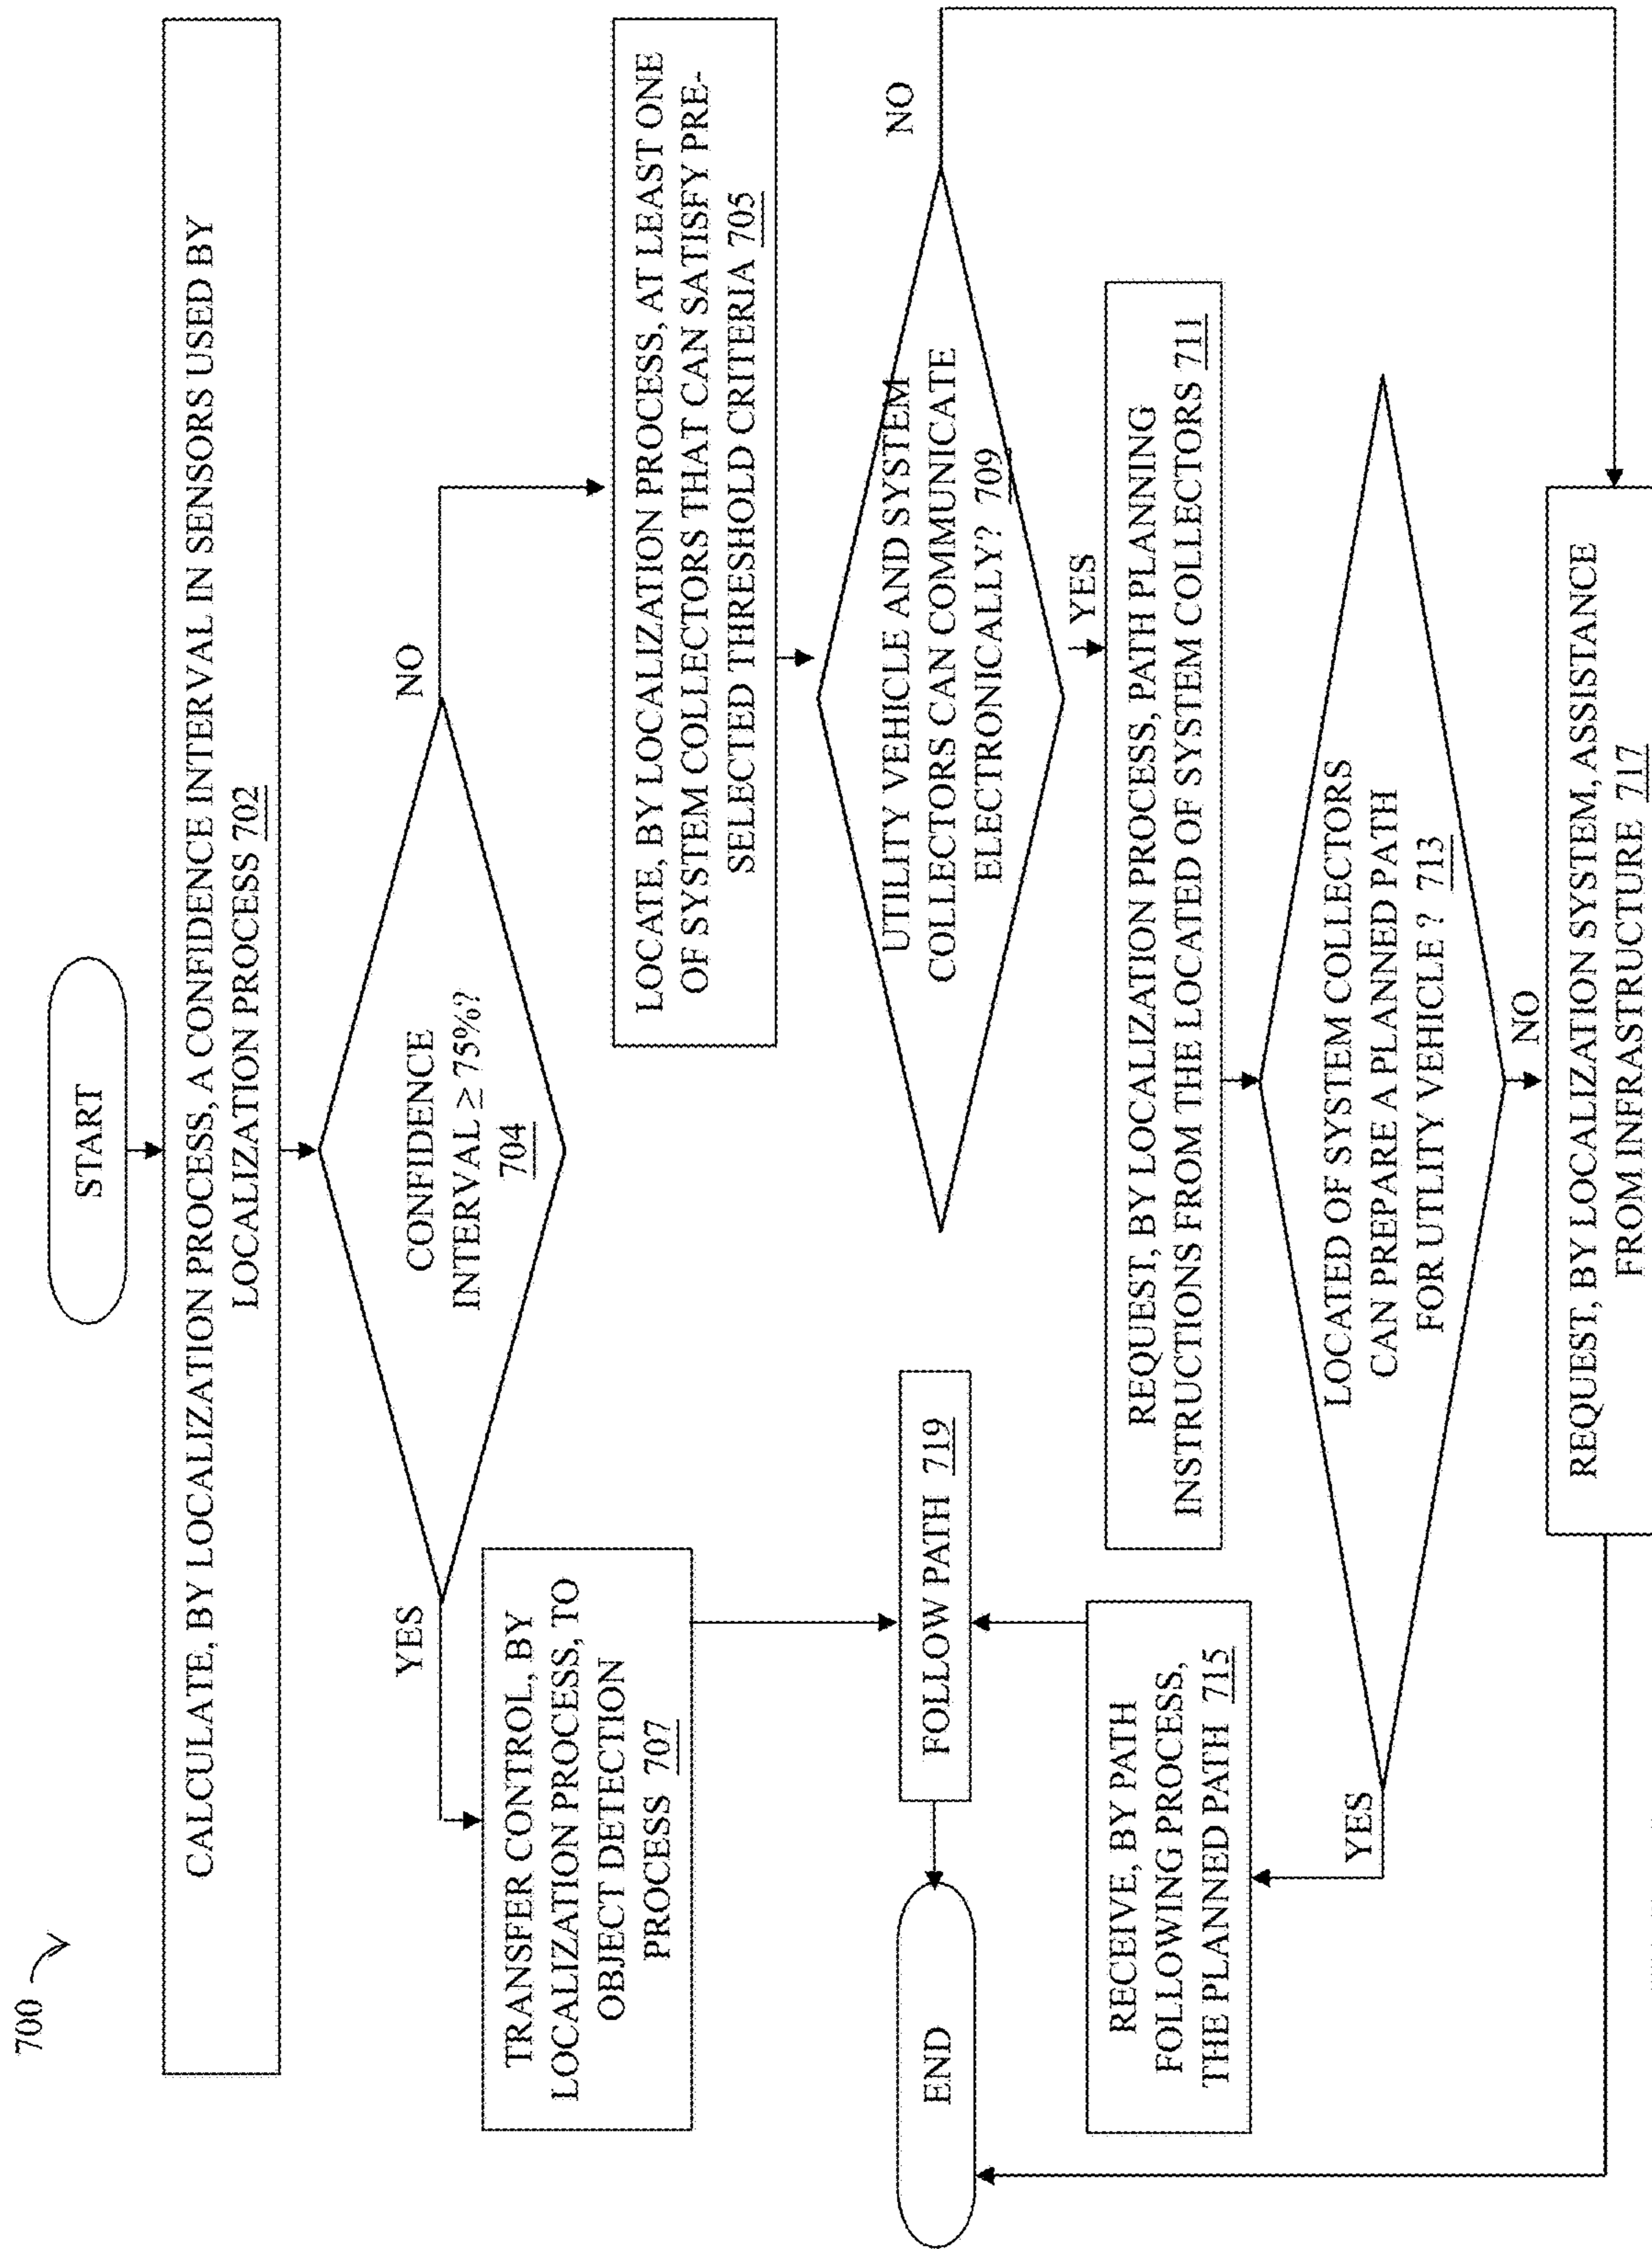 700
START
CALCULATE, BY LOCALIZATION PROCESS, A CONFIDENCE INTERVAL IN SENSORS USED BY
LOCALIZATION PROCESS 702
CONFIDENCE
INTERVAL ≥ 75%?
704
YES
NO
TRANSFER CONTROL, BY
LOCALIZATION PROCESS, TO
OBJECT DETECTION
PROCESS 707
LOCATE, BY LOCALIZATION PROCESS, AT LEAST ONE
OF SYSTEM COLLECTORS THAT CAN SATISFY PRE-
SELECTED THRESHOLD CRITERIA 705
UTILITY VEHICLE AND SYSTEM
COLLECTORS CAN COMMUNICATE
ELECTRONICALLY? 709
NO
YES
FOLLOW PATH 719
END
REQUEST, BY LOCALIZATION PROCESS, PATH PLANNING
INSTRUCTIONS FROM THE LOCATED OF SYSTEM COLLECTORS 711
RECEIVE, BY PATH
FOLLOWING PROCESS,
THE PLANNED PATH 715
LOCATED OF SYSTEM COLLECTORS
CAN PREPARE A PLANNED PATH
FOR UTLITY VEHICLE ? 713
YES
NO
REQUEST, BY LOCALIZATION SYSTEM, ASSISTANCE
FROM INFRASTRUCTURE 717